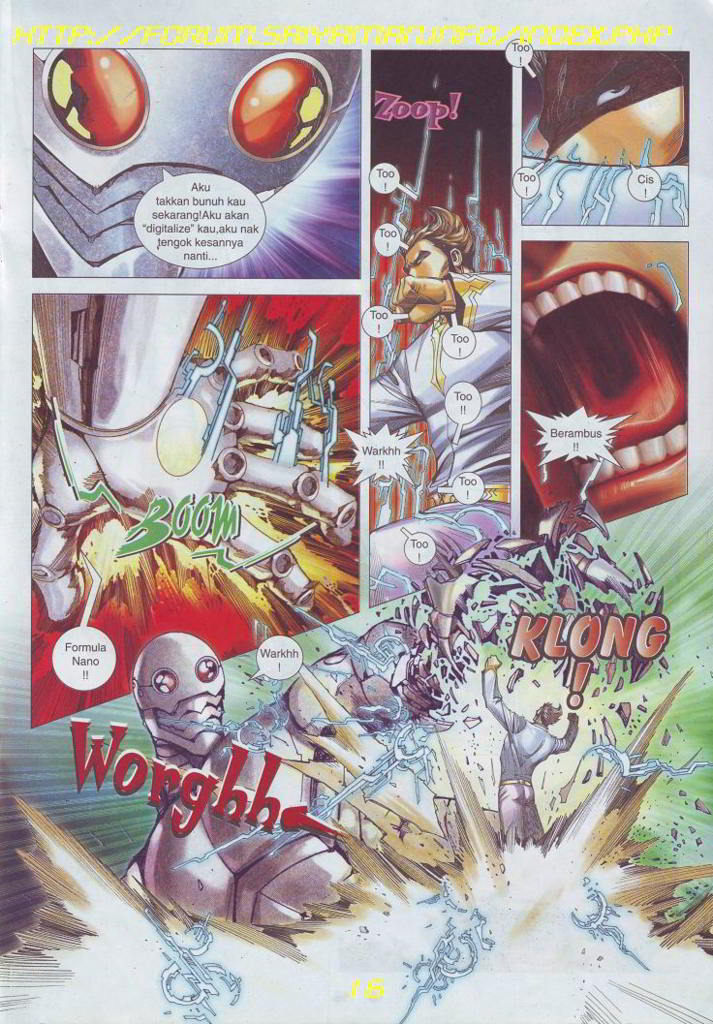 HTTP://FORUM.SAIYAMAN.INFO/INDEX.PHP
Aku
takkan bunuh kau
sekarang!Aku akan
"digitalize" kau,aku nak
tengok kesannya
nanti...
Zoop!
Too
!
Too
!
Too
!
Too
!
Too
!!
Warkhh
!!
Too
!
Too
!
Too
!
Too
!
Cis
!
Berambus
!!
BOOM
Formula
Nano
!!
Warkhh
!
KLONG
!
Worghh
18